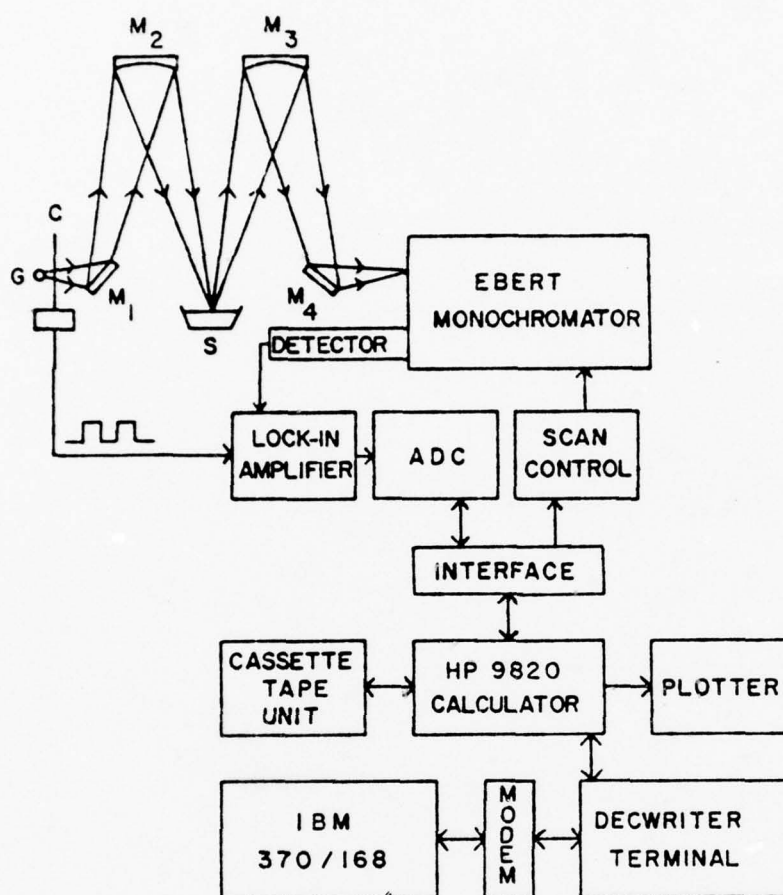 M2
M3
C
G
M1
S
M4
EBERT
MONOCHROMATOR
DETECTOR
LOCK-IN
AMPLIFIER
ADC
SCAN
CONTROL
INTERFACE
CASSETTE
TAPE
UNIT
HP 9820
CALCULATOR
PLOTTER
IBM
370/168
MODEM
DECWRITER
TERMINAL